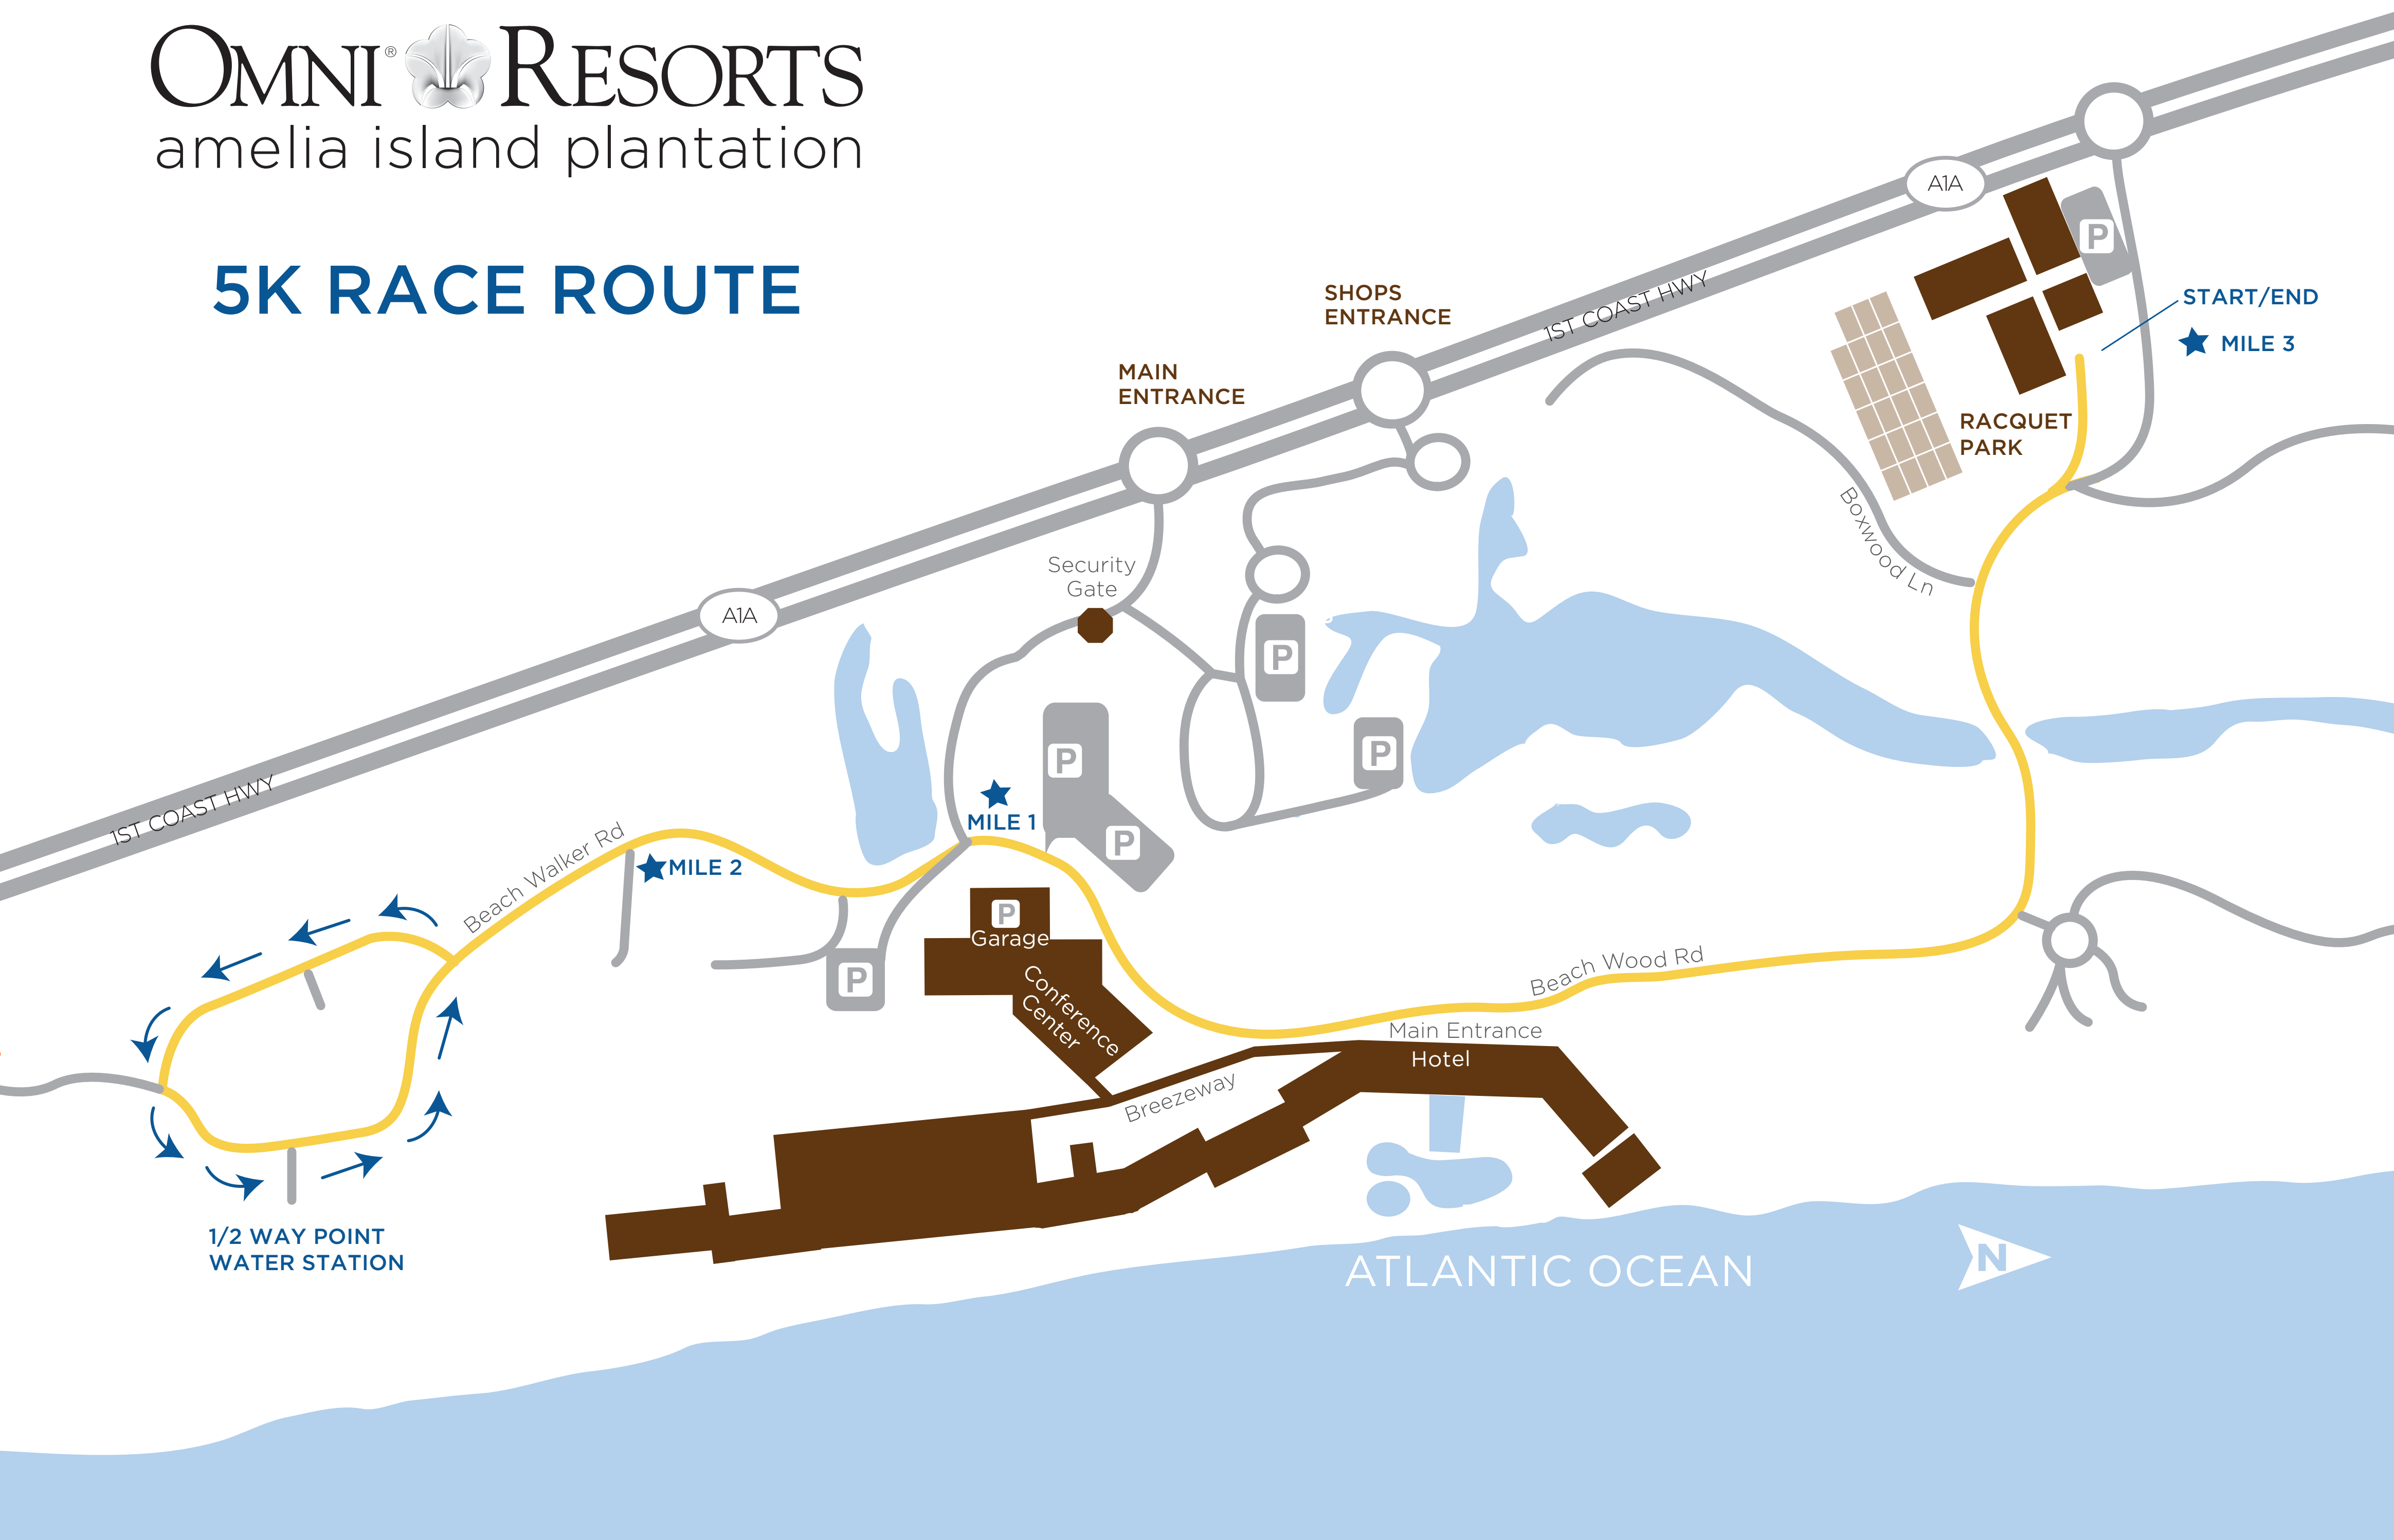 OMNI® RESORTS
amelia island plantation
5K RACE ROUTE
A1A
P
START/END
MILE 3
SHOPS
ENTRANCE
1ST COAST HWY
MAIN
ENTRANCE
RACQUET
PARK
Boxwood Ln
Security
Gate
A1A
P
P
P
1ST COAST HWY
MILE 1
P
Beach Walker Rd
MILE 2
P
Garage
P
Conference
Center
Beach Wood Rd
Main Entrance
Hotel
Breezeway
1/2 WAY POINT
WATER STATION
ATLANTIC OCEAN
N